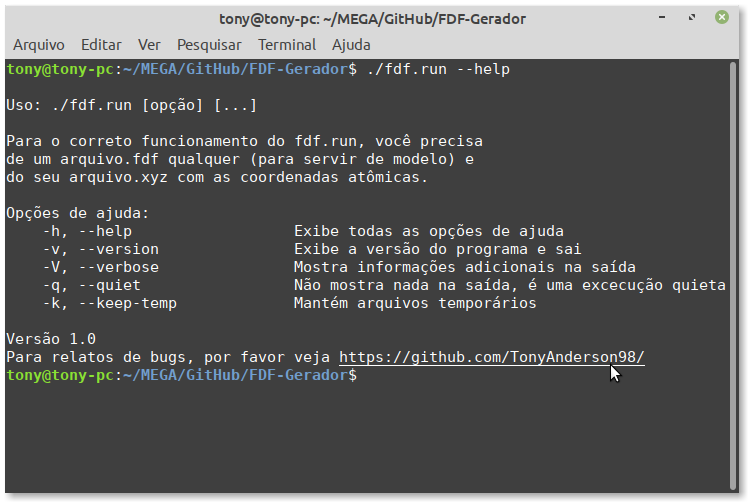 tony@tony-pc: ~/MEGA/GitHub/FDF-Gerador
Arquivo Editar Ver Pesquisar Terminal Ajuda
tony@tony-pc:~/MEGA/GitHub/FDF-Gerador$ ./fdf.run --help
Uso: ./fdf.run [opção] [...]
Para o correto funcionamento do fdf.run, você precisa
de um arquivo.fdf qualquer (para servir de modelo) e
do seu arquivo.xyz com as coordenadas atômicas.
Opções de ajuda:
-h, --help Exibe todas as opções de ajuda
-v, --version Exibe a versão do programa e sai
-V, --verbose Mostra informações adicionais na saída
-q, --quiet Não mostra nada na saída, é uma excecução quieta
-k, --keep-temp Mantém arquivos temporários
Versão 1.0
Para relatos de bugs, por favor veja https://github.com/TonyAnderson98/
tony@tony-pc:~/MEGA/GitHub/FDF-Gerador$